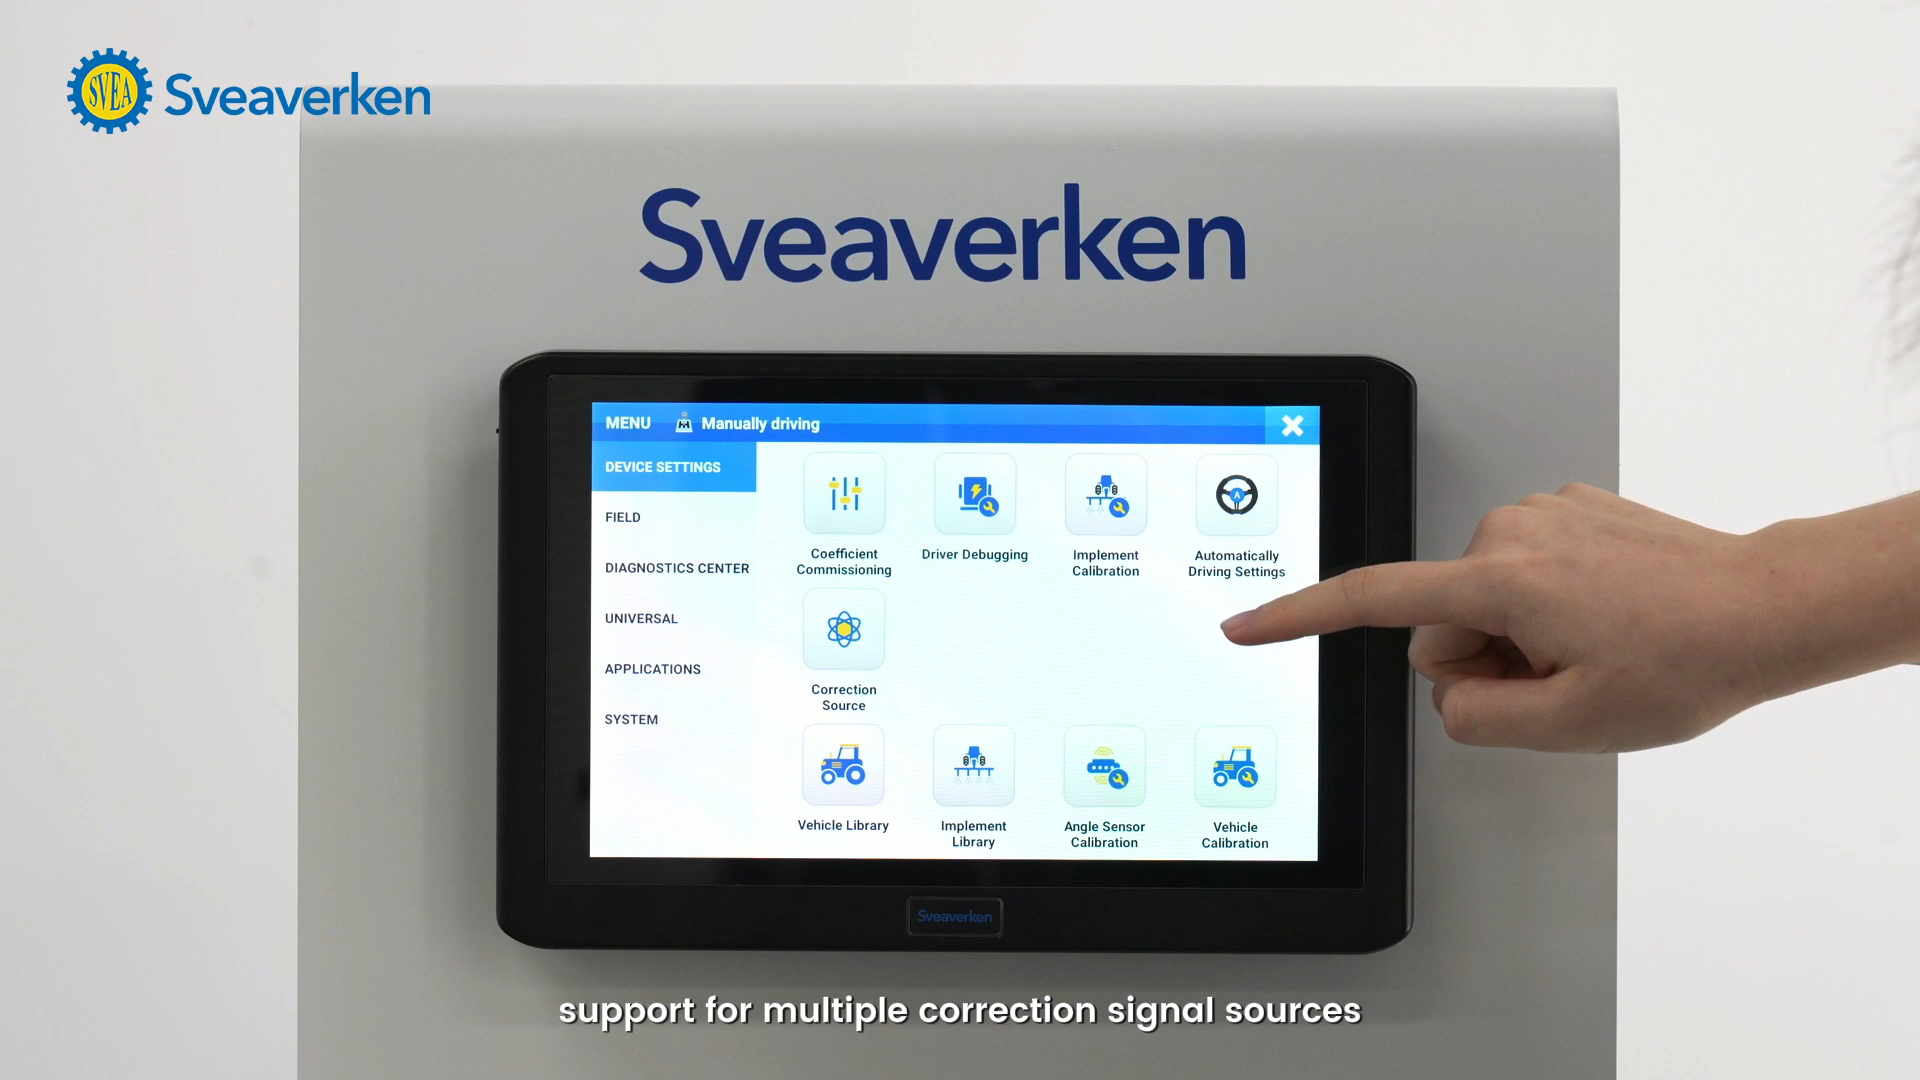 SVEA Sveaverken
Sveaverken
MENU Manually driving
DEVICE SETTINGS
FIELD
DIAGNOSTICS CENTER
UNIVERSAL
APPLICATIONS
SYSTEM
Coefficient
Commissioning
Driver Debugging
Implement
Calibration
A
Automatically
Driving Settings
Correction
Source
Vehicle Library
Implement
Library
Angle Sensor
Calibration
Vehicle
Calibration
Sveaverken
support for multiple correction signal sources